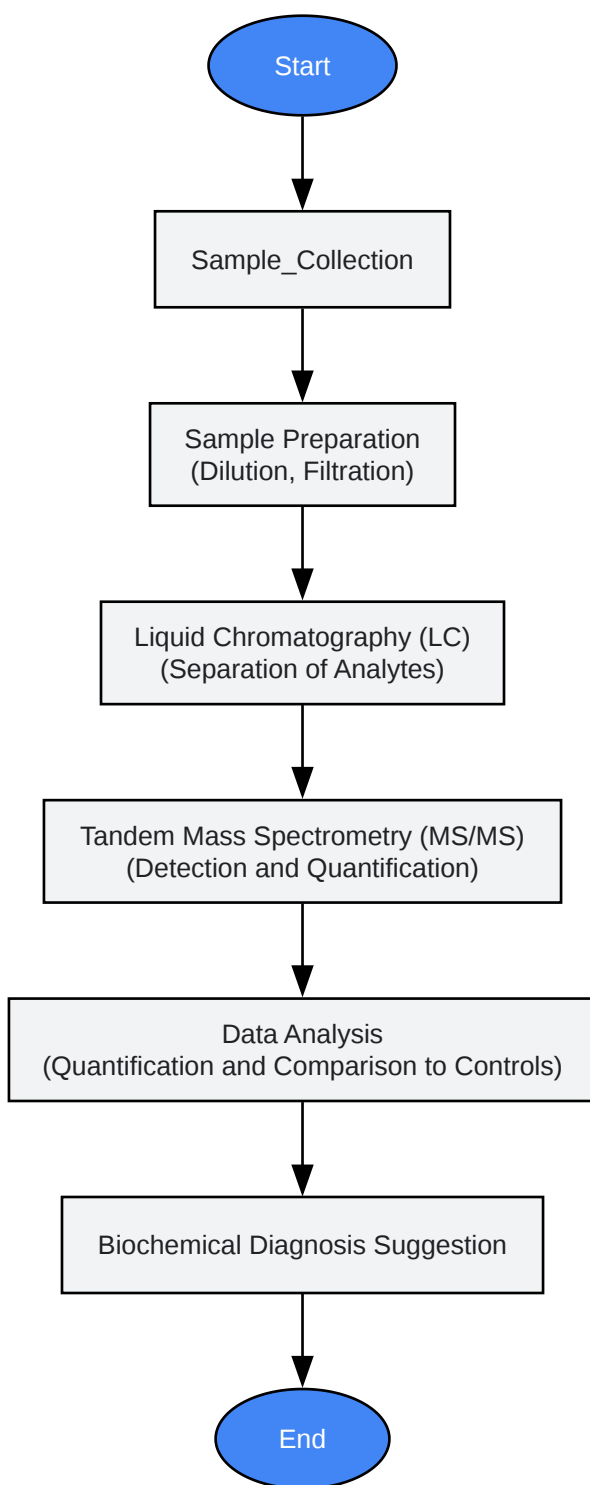 Start
Sample_Collection
Sample Preparation
(Dilution, Filtration)
Liquid Chromatography (LC)
(Separation of Analytes)
Tandem Mass Spectrometry (MS/MS)
(Detection and Quantification)
Data Analysis
(Quantification and Comparison to Controls)
Biochemical Diagnosis Suggestion
End